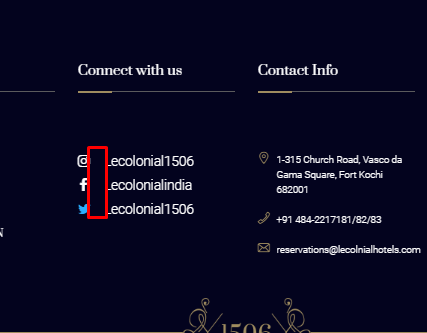 Connect with us
Lecolonial1506
Lecolonialindia
Lecolonial1506
Contact Info
1-315 Church Road, Vasco da
Gama Square, Fort Kochi
682001
+91 484-2217181/82/83
reservations@lecolnialhotels.com
N
1506